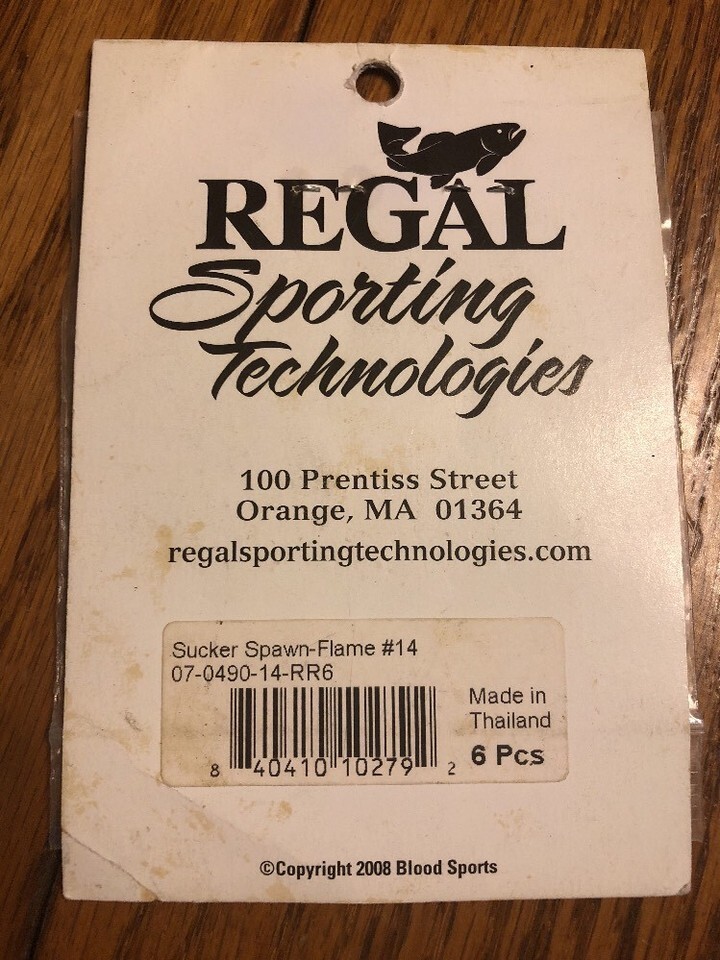 REGAL
Sporting
Technologies
100 Prentiss Street
Orange, MA 01364
regalsportingtechnologies.com
Sucker Spawn-Flame #14
07-0490-14-RR6
Made in
Thailand
6 Pcs
8 40410 10279 2
©Copyright 2008 Blood Sports